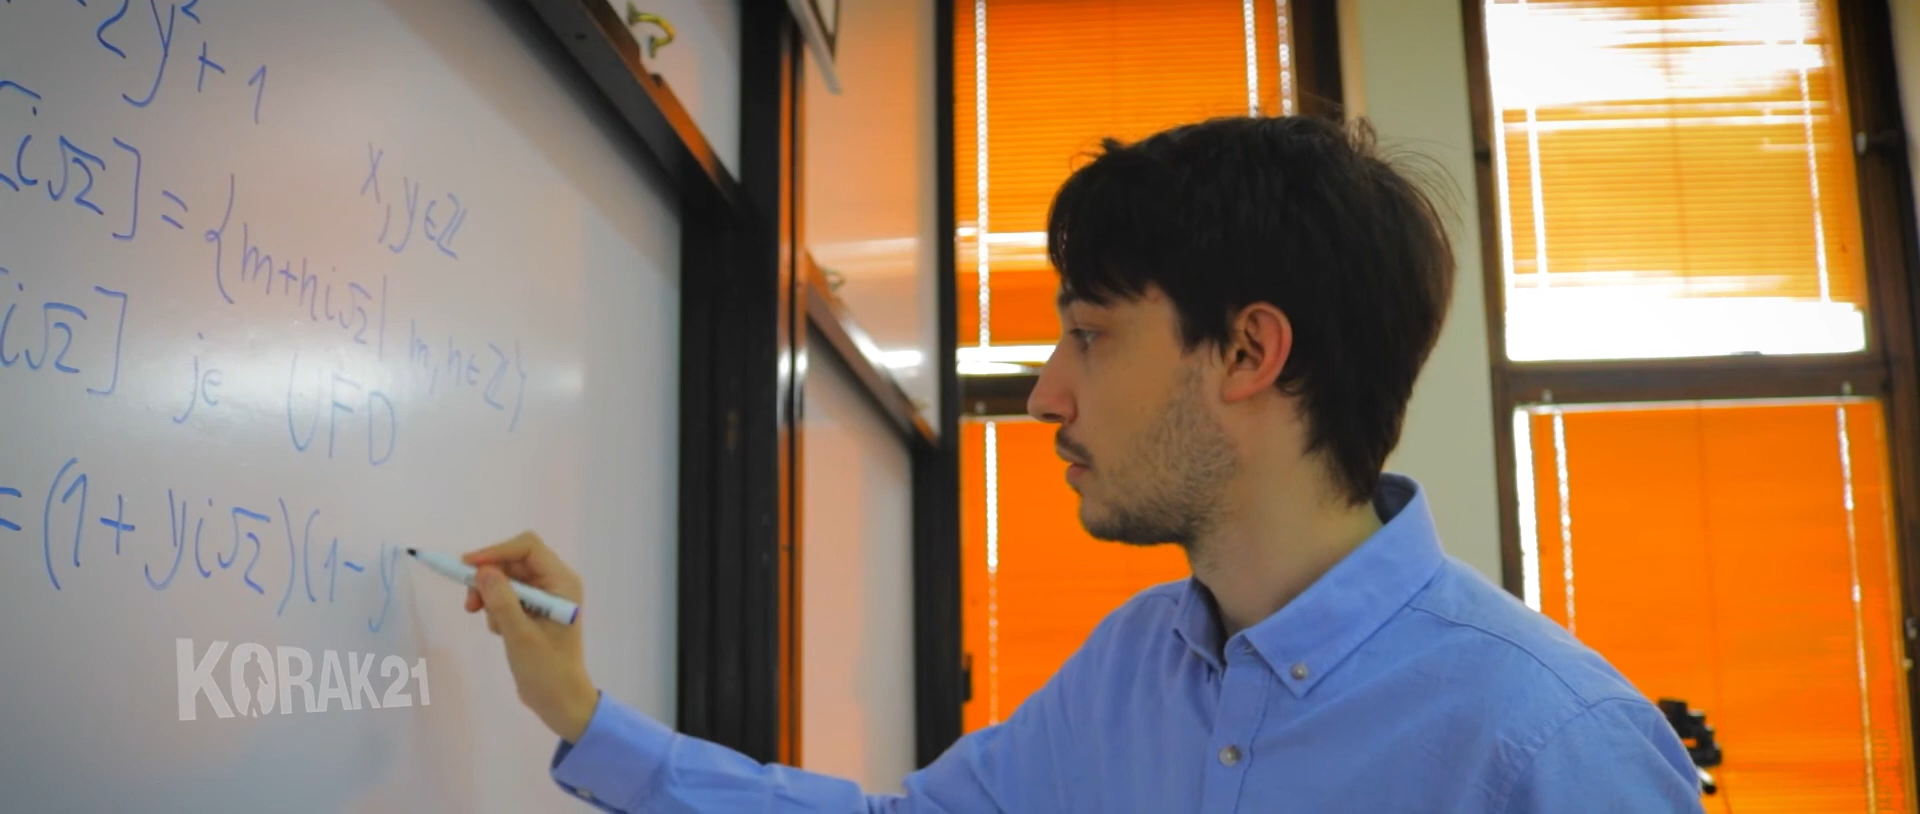 2y² + 1
x, y ∈ ℤ
[i√2] = {m+ni√2 | m, n ∈ ℤ}
[i√2] je UFD
= (1 + yi√2)(1 - y
KORAK21